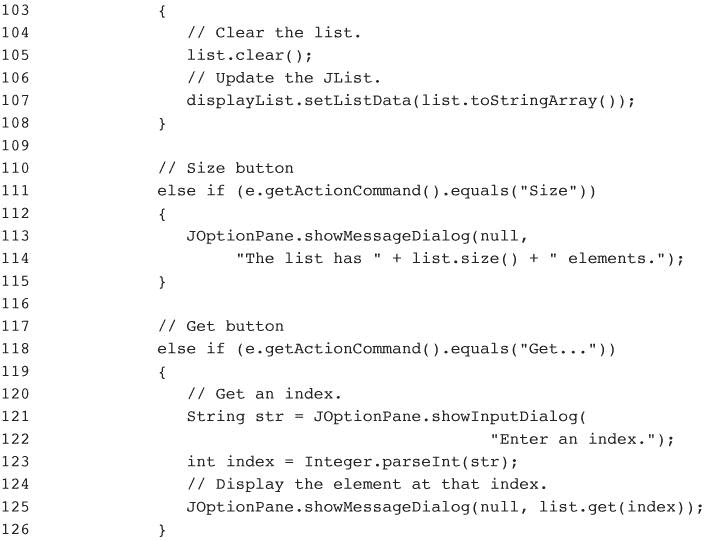 103             {
104                // Clear the list.
105                list.clear();
106                // Update the JList.
107                displayList.setListData(list.toStringArray());
108             }
109
110             // Size button
111             else if (e.getActionCommand().equals("Size"))
112             {
113                JOptionPane.showMessageDialog(null,
114                     "The list has " + list.size() + " elements.");
115             }
116
117             // Get button
118             else if (e.getActionCommand().equals("Get..."))
119             {
120                // Get an index.
121                String str = JOptionPane.showInputDialog(
122                                               "Enter an index.");
123                int index = Integer.parseInt(str);
124                // Display the element at that index.
125                JOptionPane.showMessageDialog(null, list.get(index));
126             }